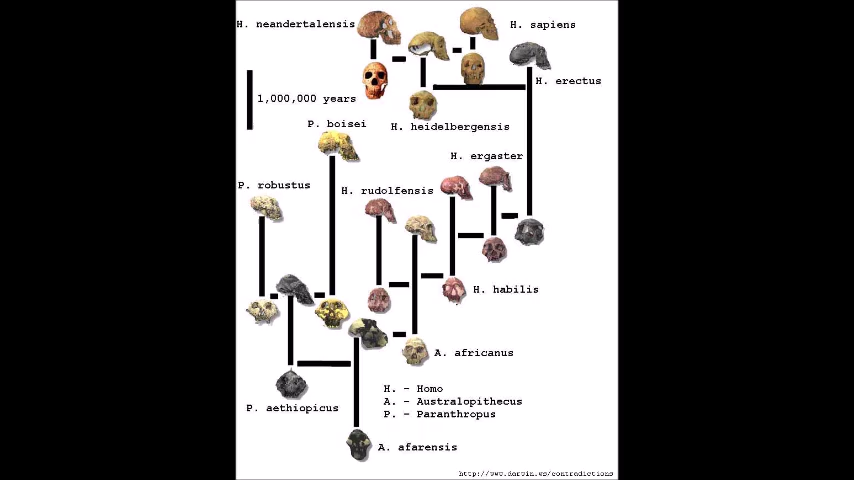 H. neandertalensis
H. sapiens
H. erectus
1,000,000 years
P. boisei
H. heidelbergensis
H. ergaster
P. robustus
H. rudolfensis
H. habilis
A. africanus
H. - Homo
A. - Australopithecus
P. - Paranthropus
P. aethiopicus
A. afarensis
http://www.darwin.ws/contradictions